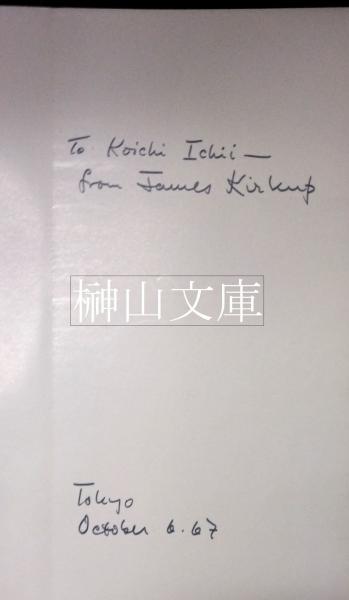 To Koichi Ichii —
from James Kirkup
榊山文庫
Tokyo
October 6.67